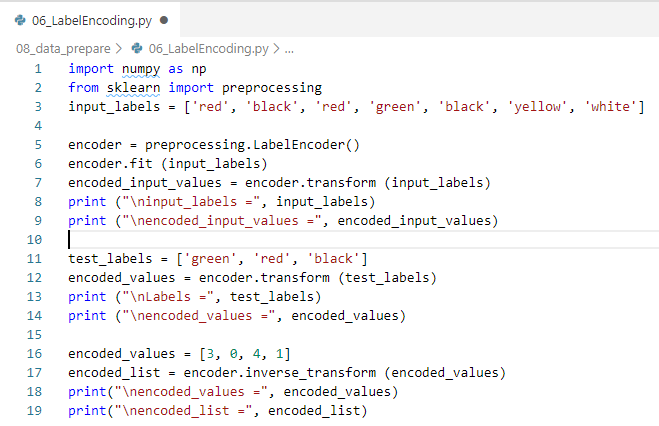 06_LabelEncoding.py ●
08_data_prepare > 06_LabelEncoding.py > ...
1 import numpy as np
2 from sklearn import preprocessing
3 input_labels = ['red', 'black', 'red', 'green', 'black', 'yellow', 'white']
4
5 encoder = preprocessing.LabelEncoder()
6 encoder.fit (input_labels)
7 encoded_input_values = encoder.transform (input_labels)
8 print ("\ninput_labels =", input_labels)
9 print ("\nencoded_input_values =", encoded_input_values)
10
11 test_labels = ['green', 'red', 'black']
12 encoded_values = encoder.transform (test_labels)
13 print ("\nLabels =", test_labels)
14 print ("\nencoded_values =", encoded_values)
15
16 encoded_values = [3, 0, 4, 1]
17 encoded_list = encoder.inverse_transform (encoded_values)
18 print("\nencoded_values =", encoded_values)
19 print("\nencoded_list =", encoded_list)